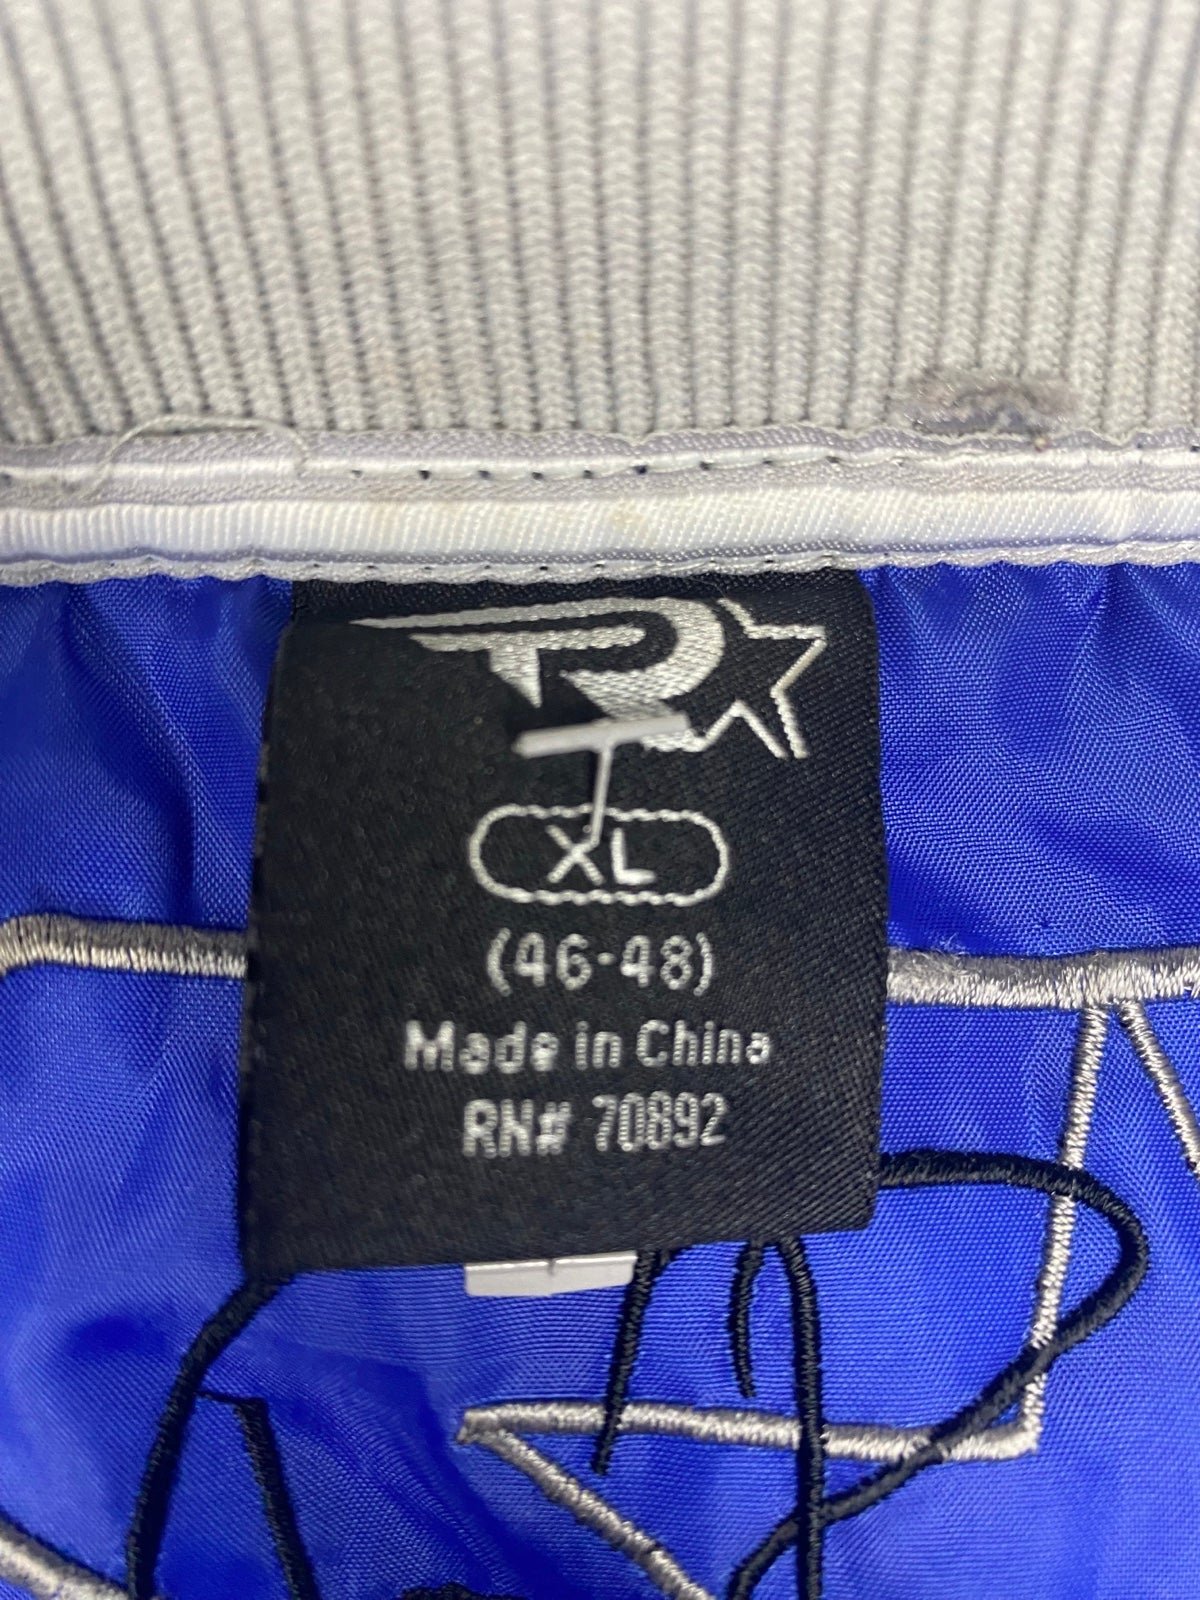 R
XL
(46-48)
Made in China
RN# 70892